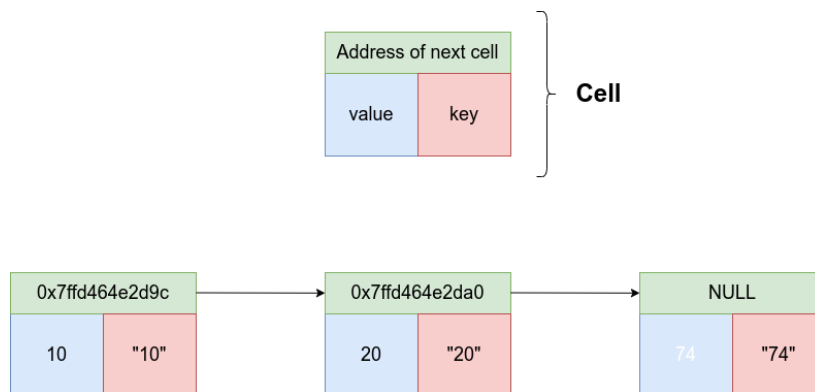 Address of next cell
value key
Cell
0x7ffd464e2d9c 0x7ffd464e2da0 NULL
10 "10" 20 "20" 74 "74"